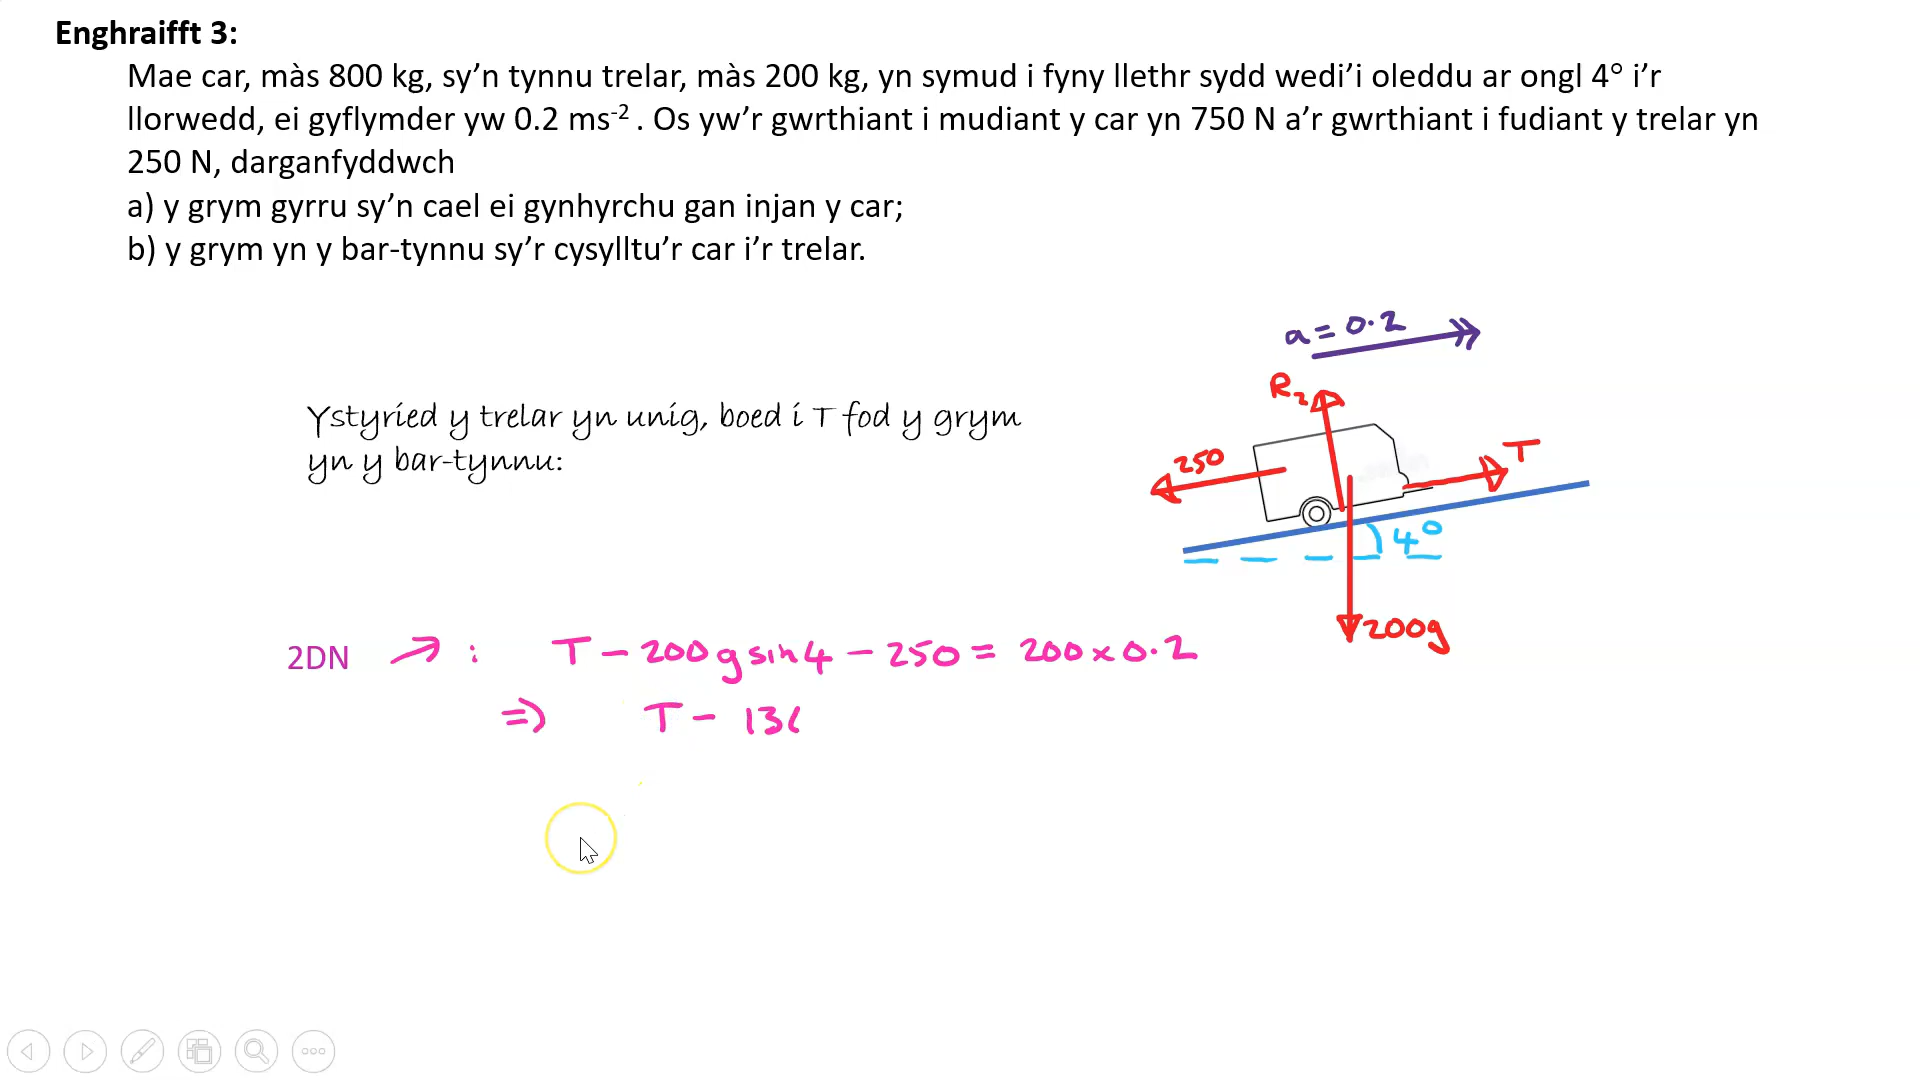 Enghraifft 3:
Mae car, màs 800 kg, sy’n tynnu trelar, màs 200 kg, yn symud i fyny llethr sydd wedi’i oleddu ar ongl 4° i’r
llorwedd, ei gyflymder yw 0.2 ms⁻² . Os yw’r gwrthiant i mudiant y car yn 750 N a’r gwrthiant i fudiant y trelar yn
250 N, darganfyddwch
a) y grym gyrru sy’n cael ei gynhyrchu gan injan y car;
b) y grym yn y bar-tynnu sy’r cysylltu’r car i’r trelar.
a = 0.2
R₂
Ystyried y trelar yn unig, boed i T fod y grym
yn y bar-tynnu:
250
T
4°
200g
2DN ↗ : T - 200g sin 4 - 250 = 200 × 0.2
⇒ T - 13